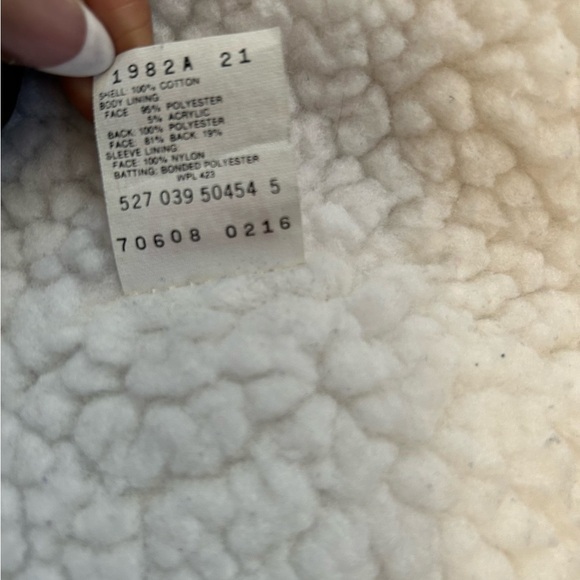 1982A 21
SHELL: 100% COTTON
BODY LINING:
FACE 95% POLYESTER
5% ACRYLIC
BACK: 100% POLYESTER
FACE: 81% BACK: 19%
SLEEVE LINING:
FACE: 100% NYLON
BATTING: BONDED POLYESTER
WPL 423
527 039 50454 5
70608 0216